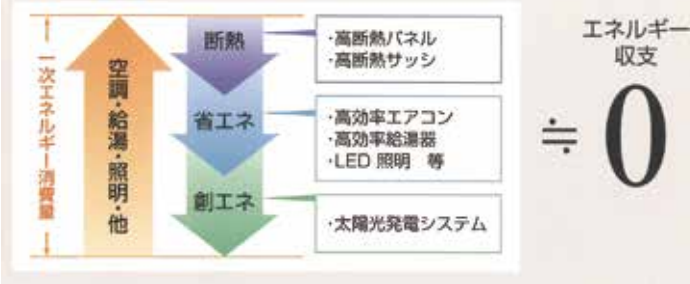 一次エネルギー消費量
空調・給湯・照明・他
断熱
・高断熱パネル
・高断熱サッシ
省エネ
・高効率エアコン
・高効率給湯器
・LED 照明 等
創エネ
・太陽光発電システム
エネルギー
収支
≒0